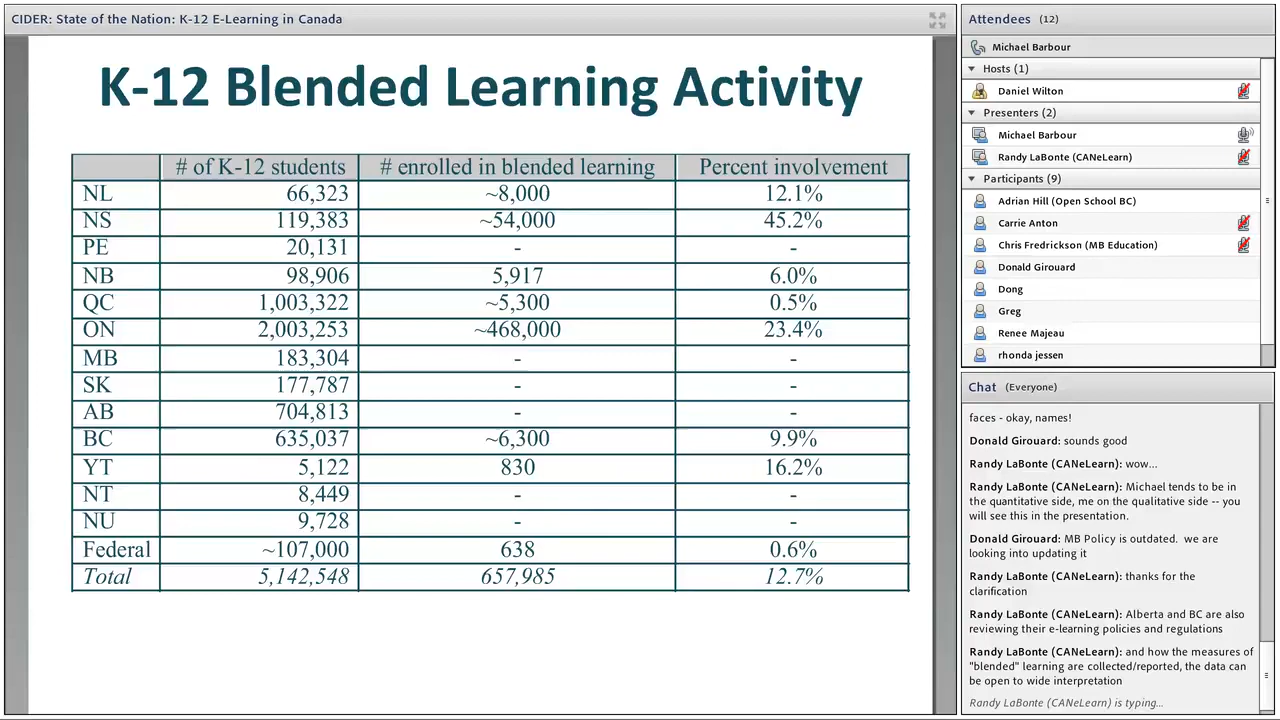 CIDER: State of the Nation: K-12 E-Learning in Canada
K-12 Blended Learning Activity
# of K-12 students # enrolled in blended learning Percent involvement
NL 66,323 ~8,000 12.1%
NS 119,383 ~54,000 45.2%
PE 20,131 - -
NB 98,906 5,917 6.0%
QC 1,003,322 ~5,300 0.5%
ON 2,003,253 ~468,000 23.4%
MB 183,304 - -
SK 177,787 - -
AB 704,813 - -
BC 635,037 ~6,300 9.9%
YT 5,122 830 16.2%
NT 8,449 - -
NU 9,728 - -
Federal ~107,000 638 0.6%
Total 5,142,548 657,985 12.7%
Attendees (12)
Michael Barbour
Hosts (1)
Daniel Wilton
Presenters (2)
Michael Barbour
Randy LaBonte (CANeLearn)
Participants (9)
Adrian Hill (Open School BC)
Carrie Anton
Chris Fredrickson (MB Education)
Donald Girouard
Dong
Greg
Renee Majeau
rhonda jessen
Chat (Everyone)
faces - okay, names!
Donald Girouard: sounds good
Randy LaBonte (CANeLearn): wow...
Randy LaBonte (CANeLearn): Michael tends to be in
the quantitative side, me on the qualitative side -- you
will see this in the presentation.
Donald Girouard: MB Policy is outdated. we are
looking into updating it
Randy LaBonte (CANeLearn): thanks for the
clarification
Randy LaBonte (CANeLearn): Alberta and BC are also
reviewing their e-learning policies and regulations
Randy LaBonte (CANeLearn): and how the measures of
"blended" learning are collected/reported, the data can
be open to wide interpretation
Randy LaBonte (CANeLearn) is typing...